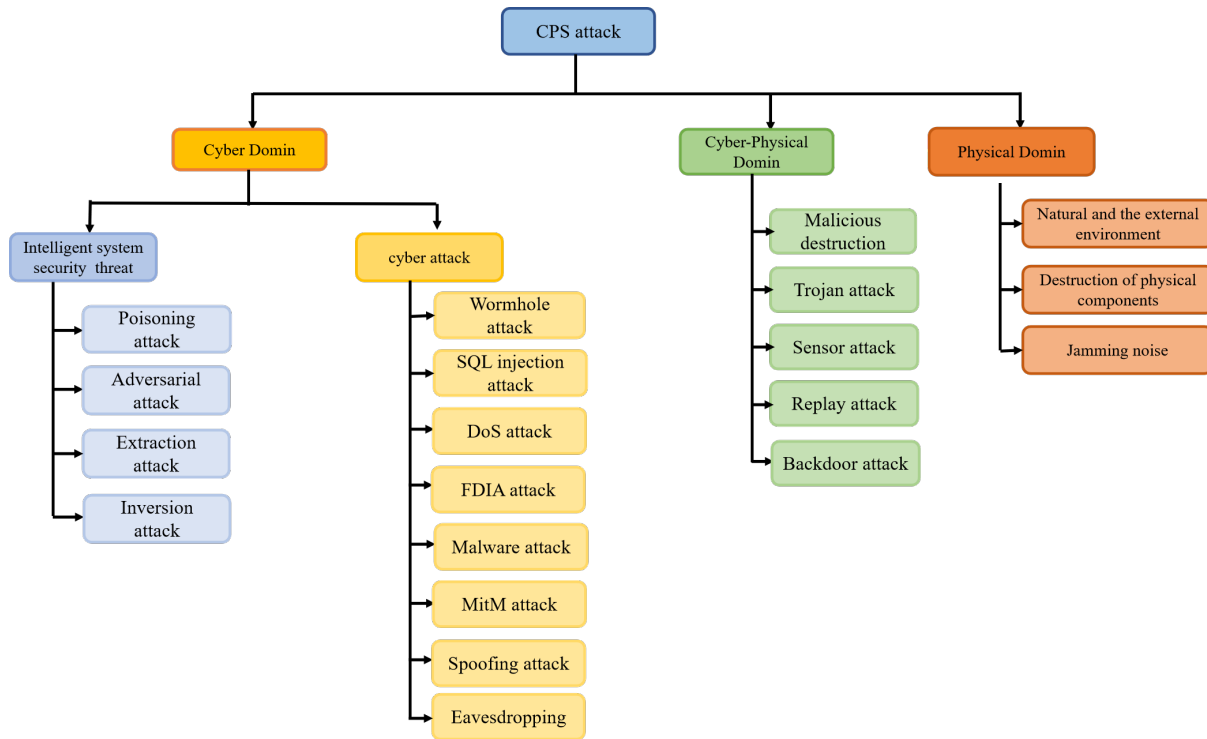 CPS attack
Cyber Domin
Cyber-Physical
Domin
Physical Domin
Intelligent system
security threat
Poisoning
attack
Adversarial
attack
Extraction
attack
Inversion
attack
cyber attack
Wormhole
attack
SQL injection
attack
DoS attack
FDIA attack
Malware attack
MitM attack
Spoofing attack
Eavesdropping
Malicious
destruction
Trojan attack
Sensor attack
Replay attack
Backdoor attack
Natural and the external
environment
Destruction of physical
components
Jamming noise